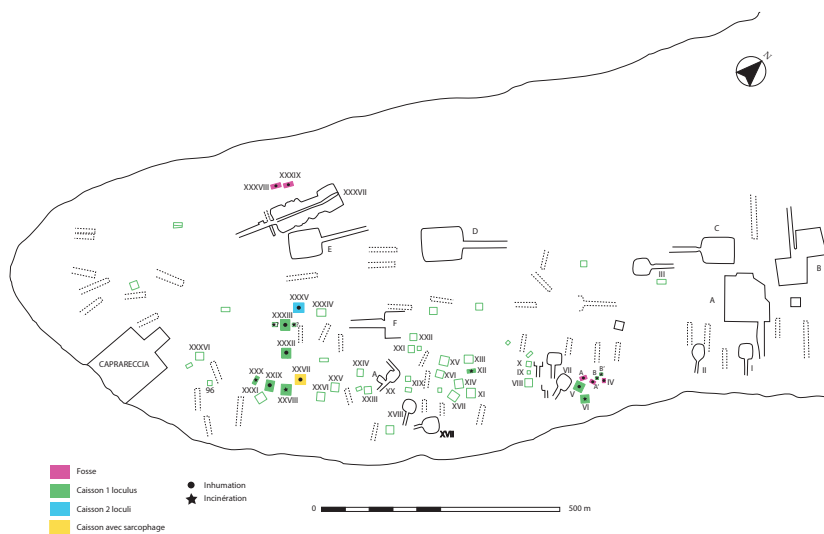 N
XXXIX
XXXVIII
XXXVII
D
C
E
B
III
A
XXXV
XXXIV
XXXIII
F
XXII
XXI
XXXII
XXXVI
CAPRARECCIA
XXIV
XV
XIII
XII
X
VII
II
I
XXVII
XXX
XXIX
XXV
A
XX
XIX
XVI
XIV
IX
VIII
A
B
B'
A'
IV
V
96
XXXI
XXVIII
XXVI
XXIII
XI
XVII
VI
XVIII
XVII
Fosse
Caisson 1 loculus
Caisson 2 loculi
Caisson avec sarcophage
Inhumation
Incinération
0
500 m